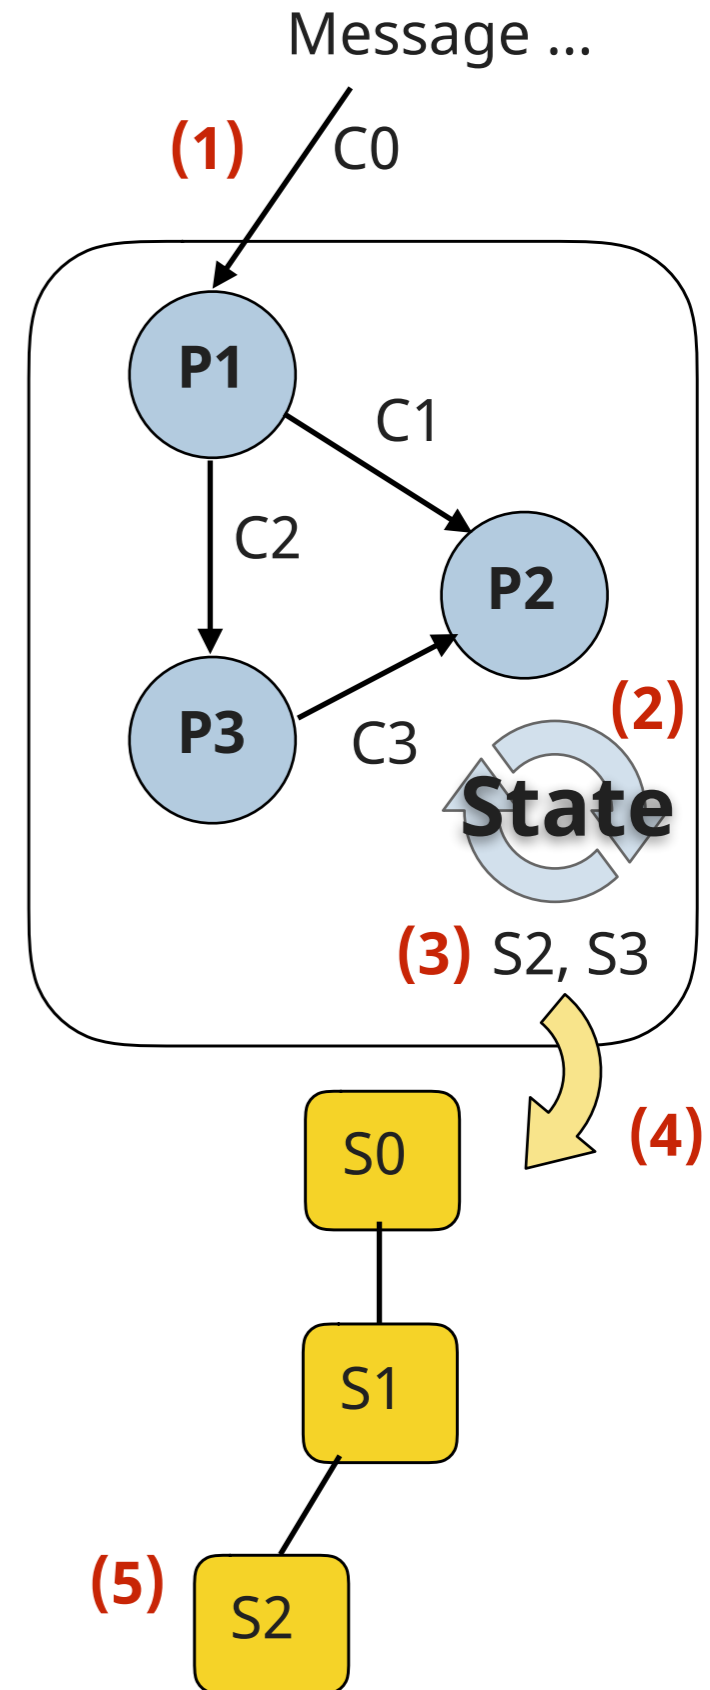 Message ...
(1)
C0
P1
C1
C2
P2
P3
C3
(2)
State
(3) S2, S3
(4)
S0
S1
(5)
S2